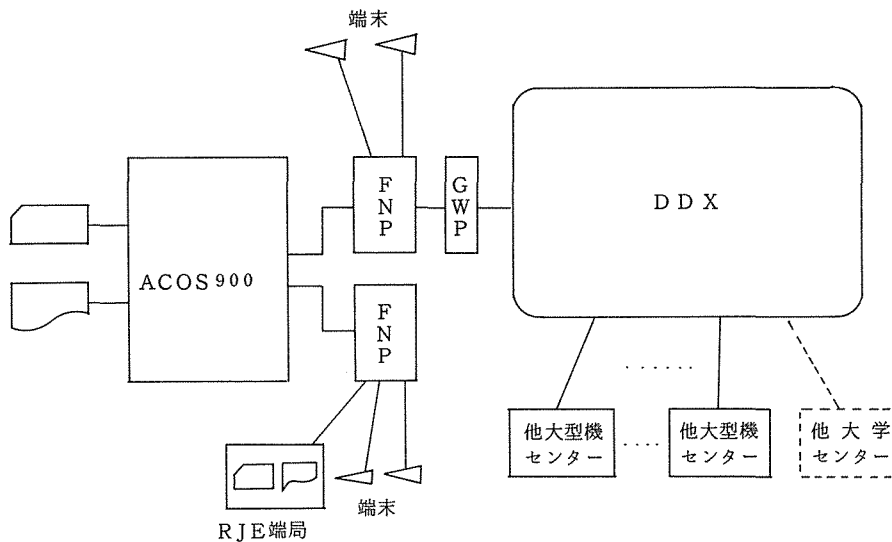 端末
FNP
GWP
DDX
ACOS900
FNP
他大型機
センター
他大型機
センター
他大学
センター
端末
RJE端局